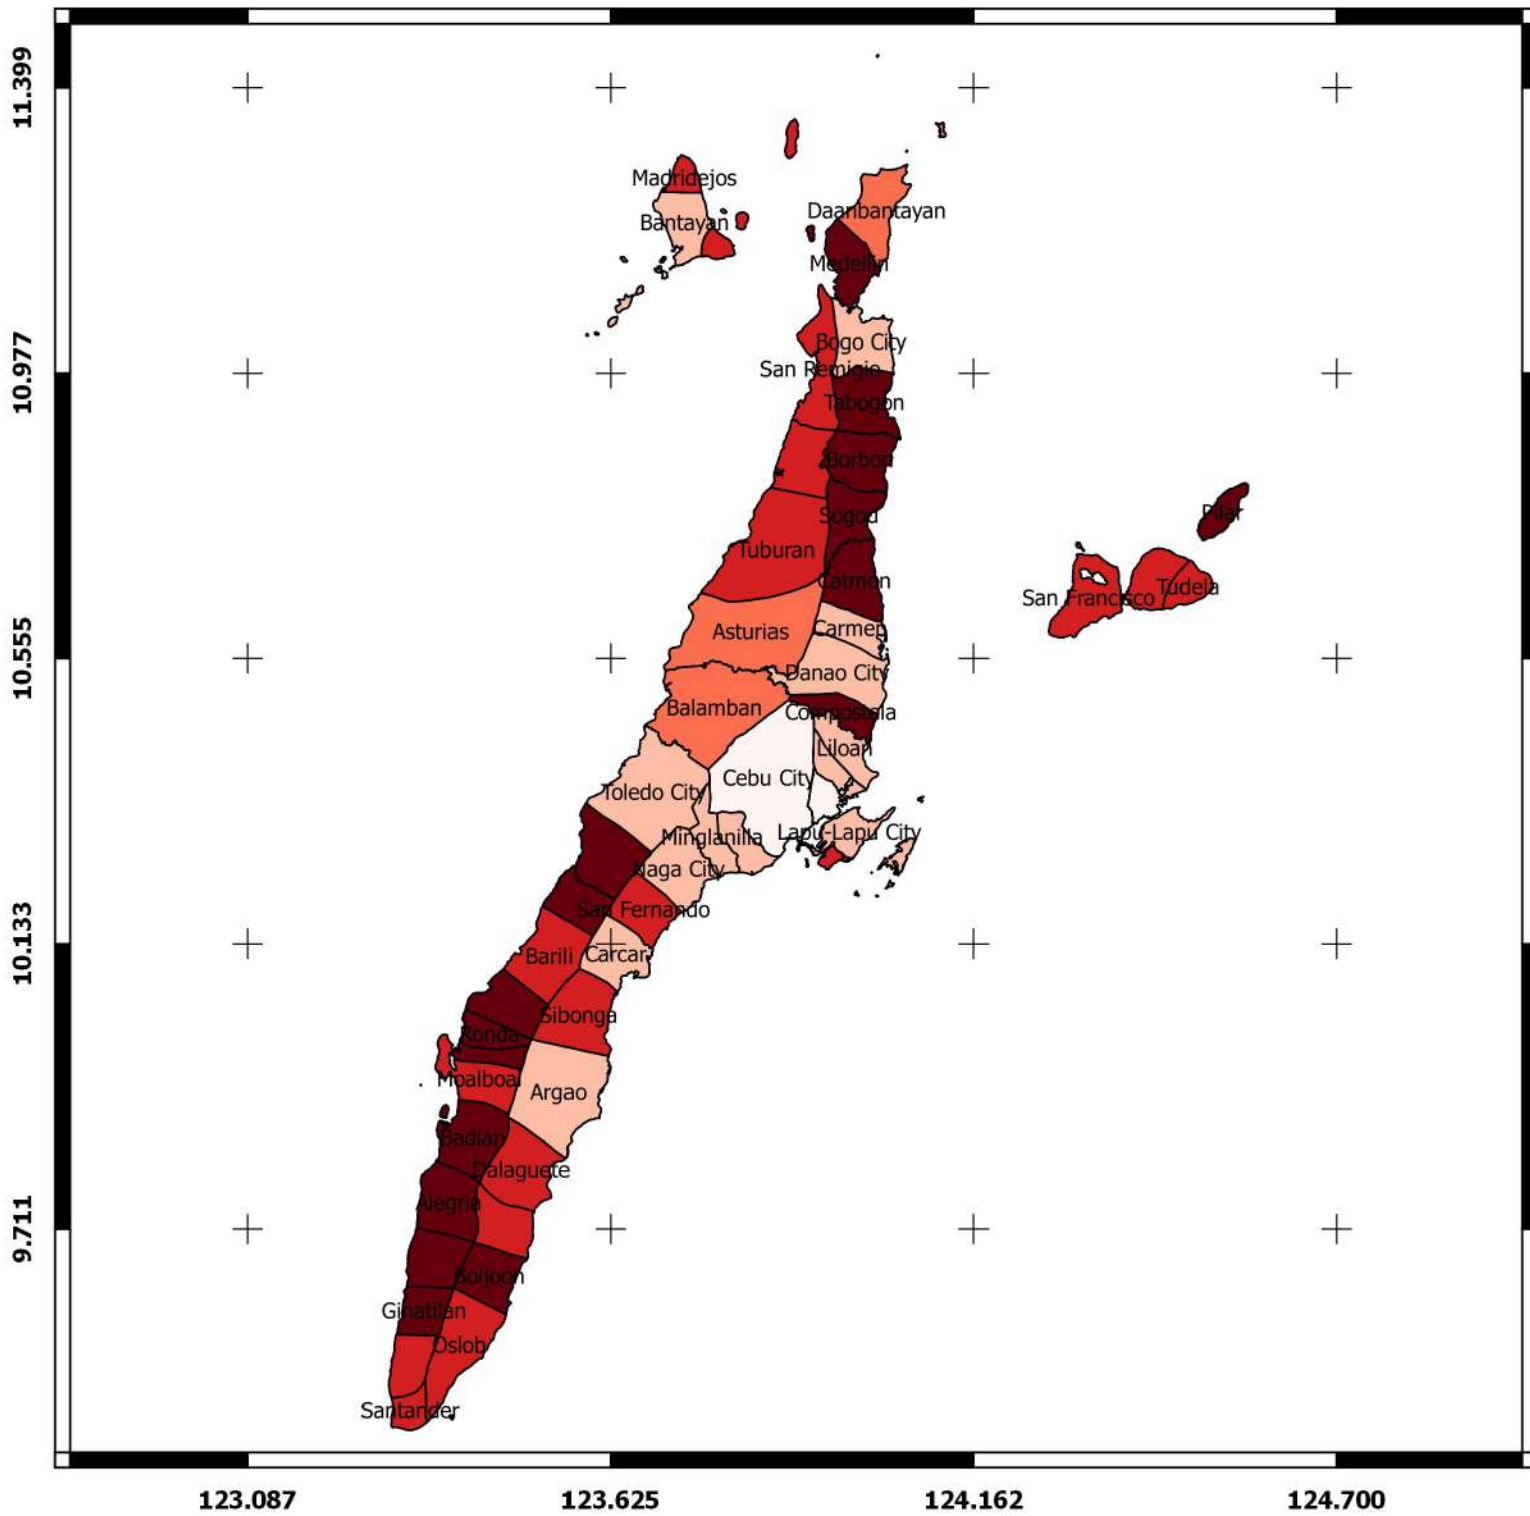 11.399
Madridejos
Daanbantayan
Bantayan
Medellin
Bogo City
San Remigio
10.977
Tabogon
Borbon
Sogod
Pilar
Tuburan
Catmon
Tudela
San Francisco
Carmen
Asturias
10.555
Danao City
Balamban
Compostela
Liloan
Cebu City
Toledo City
Lapu-Lapu City
Minglanilla
Naga City
San Fernando
10.133
Barili
Carcar
Sibonga
Ronda
Moalboal
Argao
Badian
Dalaguete
Alegria
9.711
Boljoon
Ginatilan
Oslob
Santander
123.087
123.625
124.162
124.700